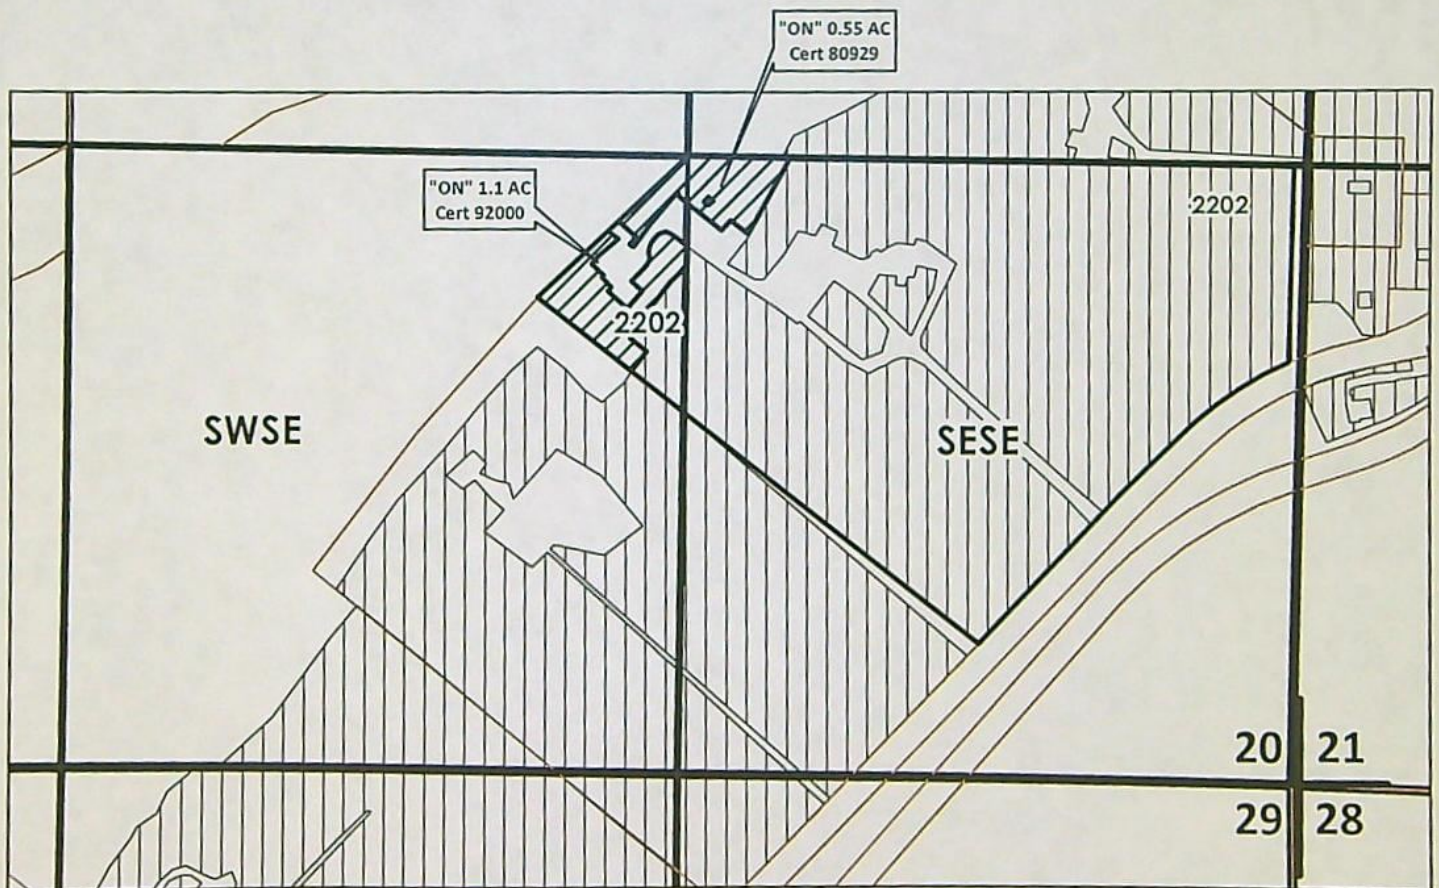 "ON" 0.55 AC
Cert 80929
"ON" 1.1 AC
Cert 92000
2202
2202
SWSE
SESE
20 21
29 28